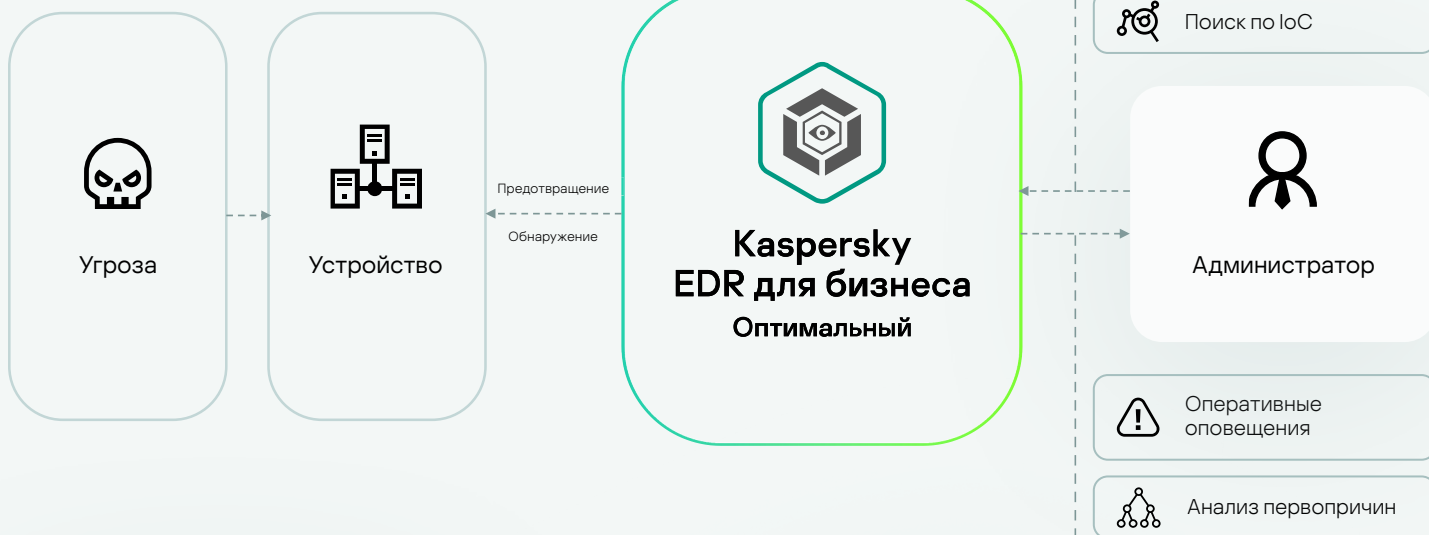 Поиск по IoC
Предотвращение
Обнаружение
Угроза
Устройство
Kaspersky
EDR для бизнеса
Оптимальный
Администратор
Оперативные
оповещения
Анализ первопричин